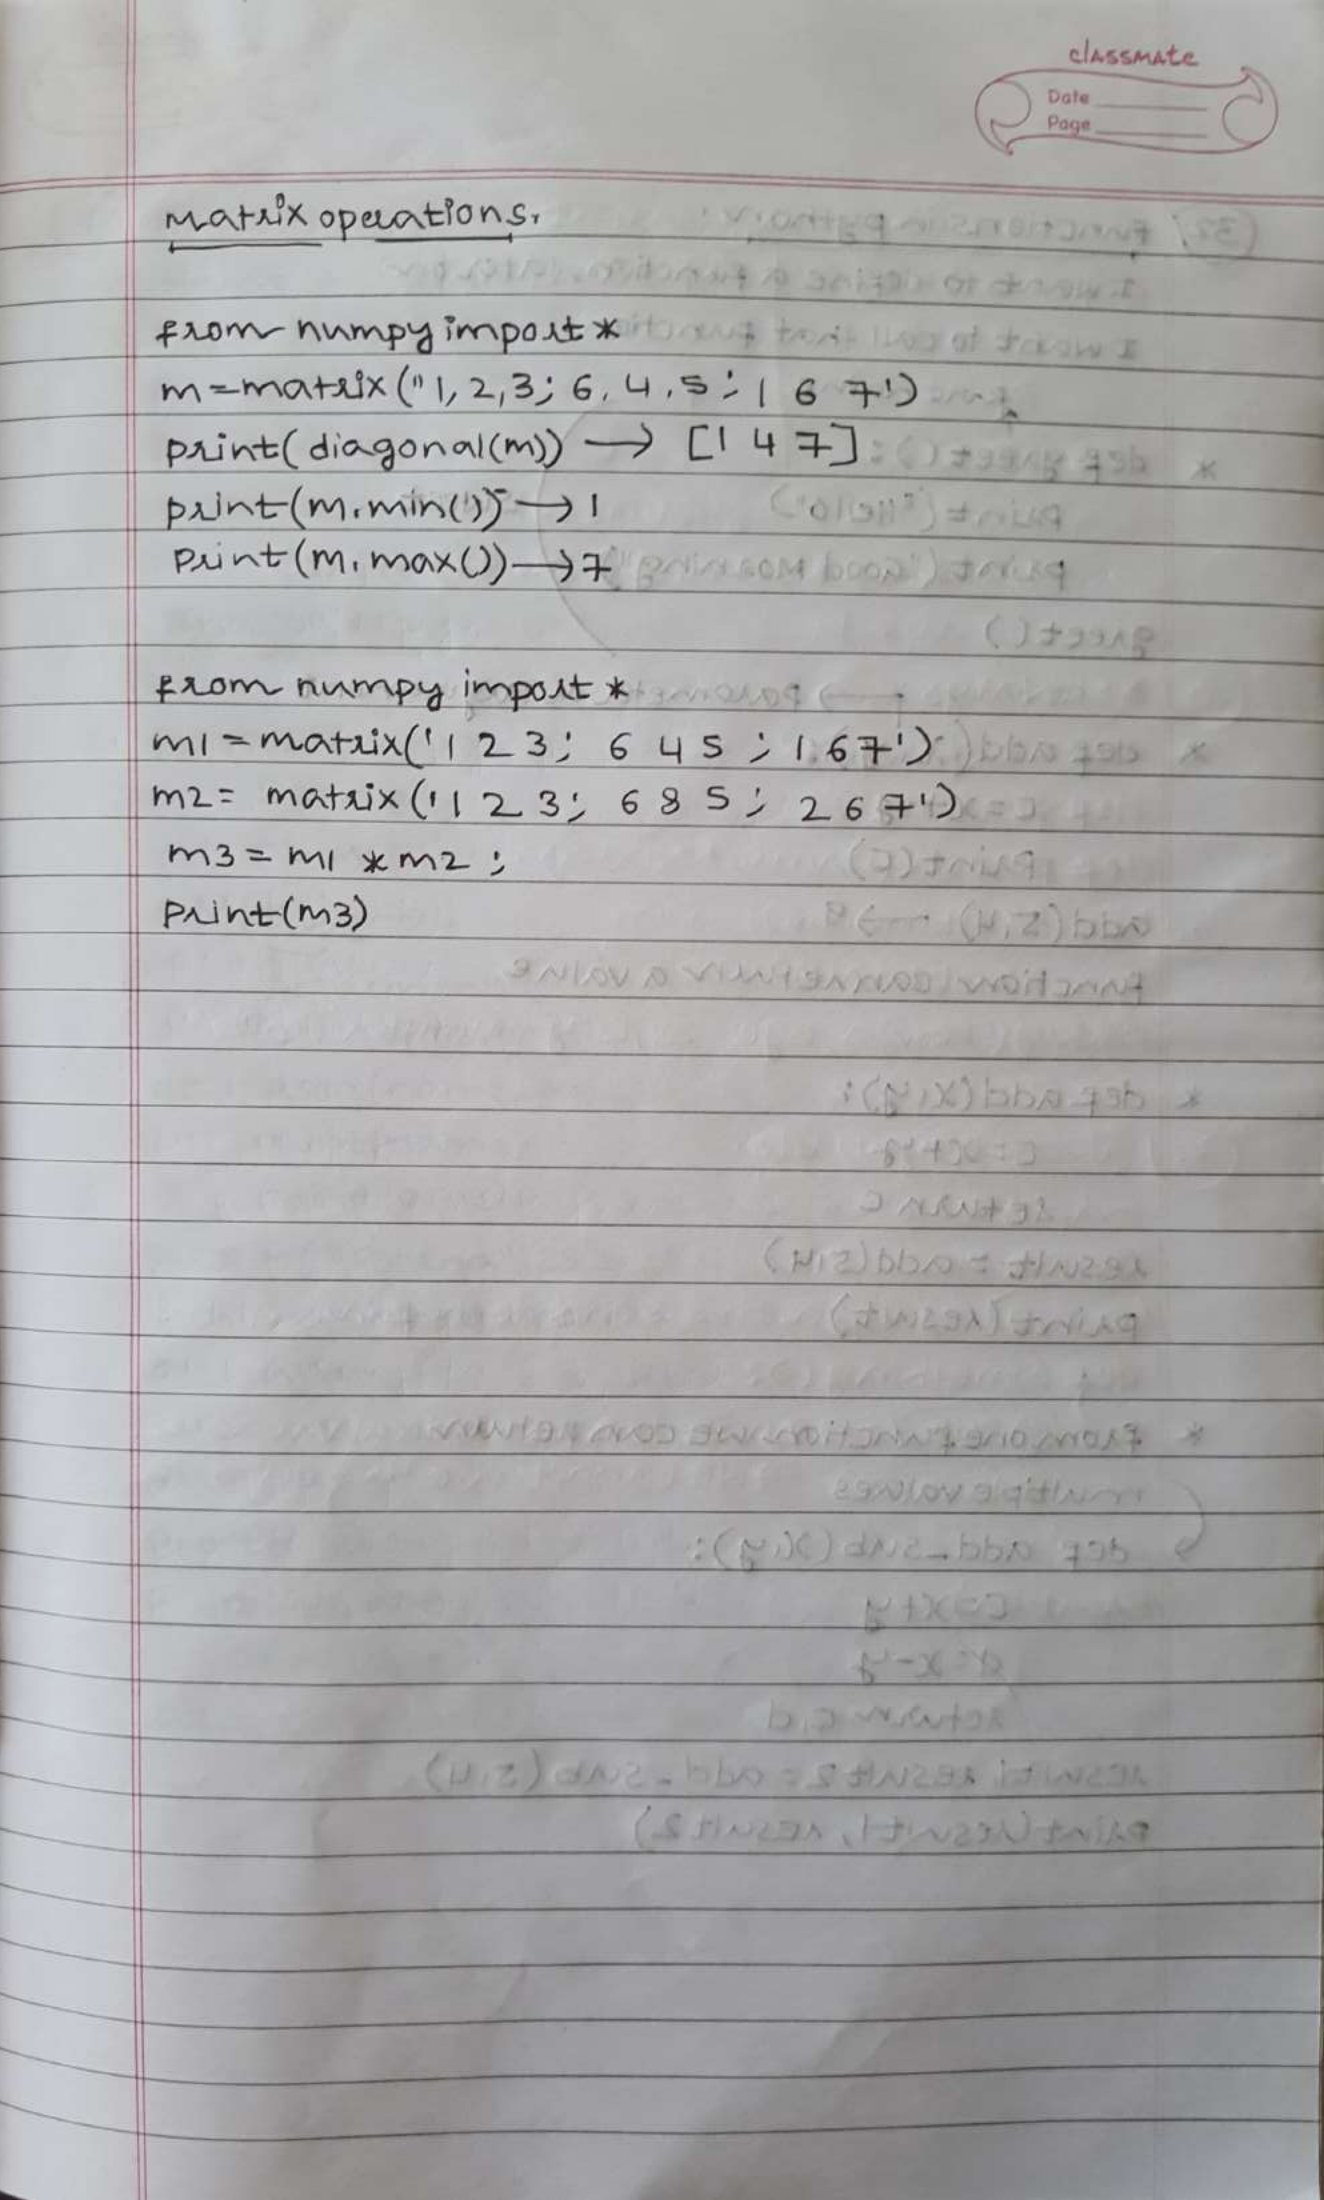 classmate
Date
Page
matrix operations.
from numpy import *
m=matrix("1,2,3; 6,4,5; 1 6 7')
print(diagonal(m)) → [1 4 7]
print(m.min()) → 1
print(m.max()) → 7
from numpy import *
m1 = matrix('1 2 3; 6 4 5; 1 6 7')
m2 = matrix('1 2 3; 6 8 5; 2 6 7')
m3 = m1 * m2;
print(m3)